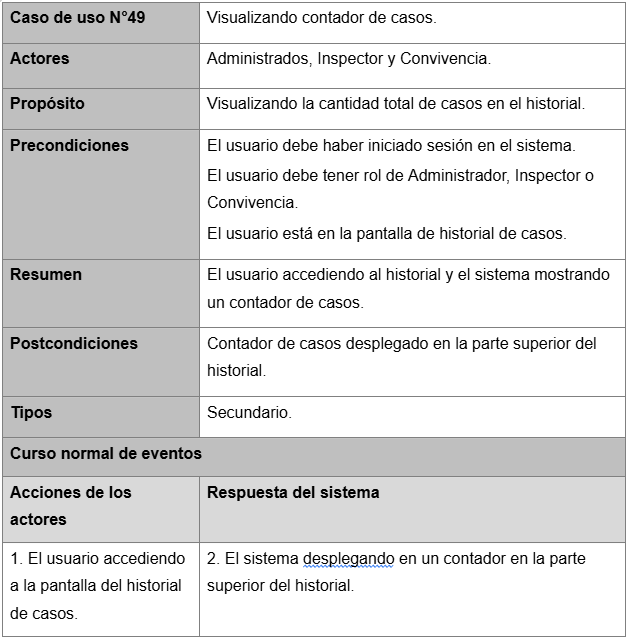 Caso de uso N°49
Visualizando contador de casos.
Actores
Administrados, Inspector y Convivencia.
Propósito
Visualizando la cantidad total de casos en el historial.
Precondiciones
El usuario debe haber iniciado sesión en el sistema.
El usuario debe tener rol de Administrador, Inspector o
Convivencia.
El usuario está en la pantalla de historial de casos.
Resumen
El usuario accediendo al historial y el sistema mostrando
un contador de casos.
Postcondiciones
Contador de casos desplegado en la parte superior del
historial.
Tipos
Secundario.
Curso normal de eventos
Acciones de los
actores
Respuesta del sistema
1. El usuario accediendo
a la pantalla del historial
de casos.
2. El sistema desplegando en un contador en la parte
superior del historial.